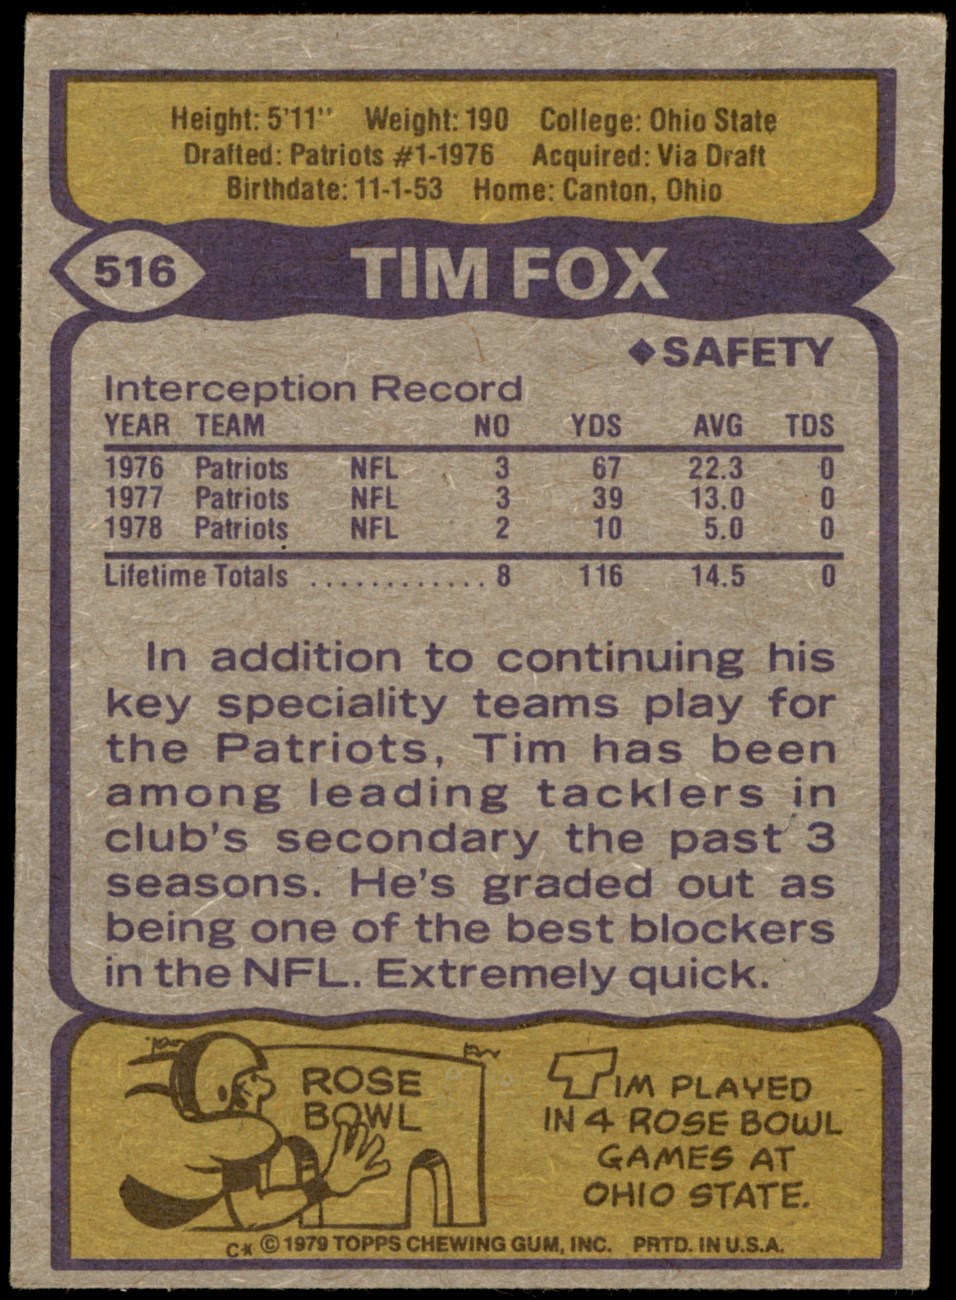 Height: 5'11" Weight: 190 College: Ohio State
Drafted: Patriots #1-1976 Acquired: Via Draft
Birthdate: 11-1-53 Home: Canton, Ohio
516 TIM FOX
◆SAFETY
Interception Record
YEAR TEAM NO YDS AVG TDS
1976 Patriots NFL 3 67 22.3 0
1977 Patriots NFL 3 39 13.0 0
1978 Patriots NFL 2 10 5.0 0
Lifetime Totals ............ 8 116 14.5 0
In addition to continuing his
key speciality teams play for
the Patriots, Tim has been
among leading tacklers in
club's secondary the past 3
seasons. He's graded out as
being one of the best blockers
in the NFL. Extremely quick.
ROSE
BOWL
TIM PLAYED
IN 4 ROSE BOWL
GAMES AT
OHIO STATE.
C* © 1979 TOPPS CHEWING GUM, INC. PRTD. IN U.S.A.